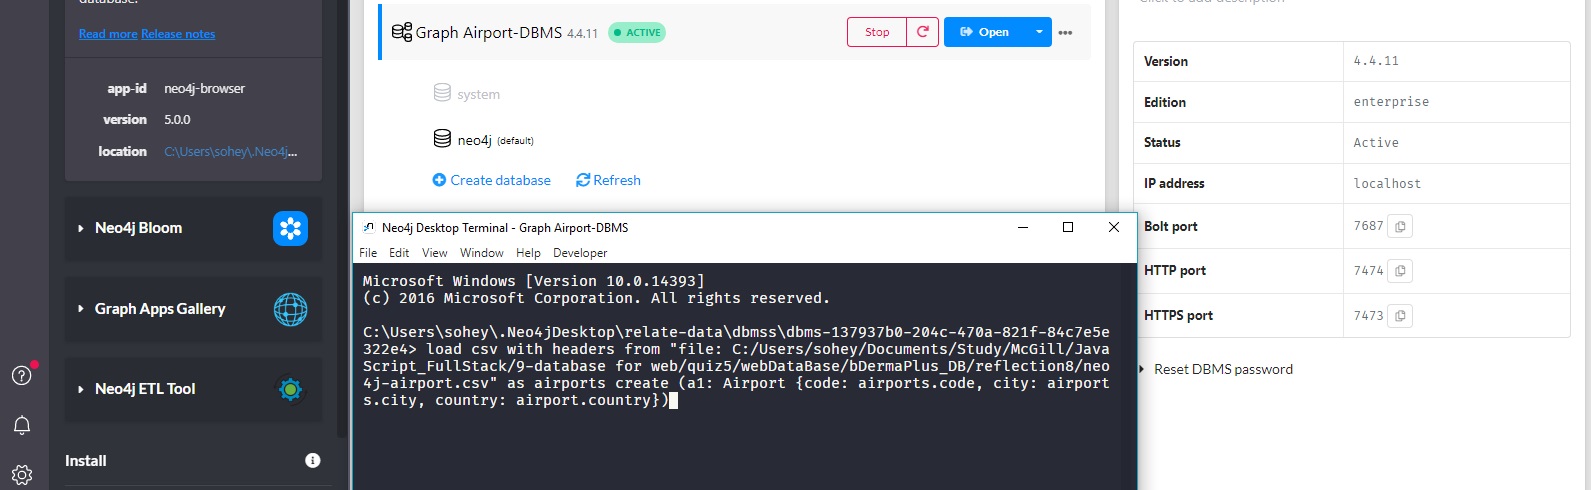 database.
Read more Release notes
app-id neo4j-browser
version 5.0.0
location C:\Users\sohey\.Neo4j...
Neo4j Bloom
Graph Apps Gallery
Neo4j ETL Tool
Install
Graph Airport-DBMS 4.4.11 ACTIVE
Stop
Open
system
neo4j (default)
Create database
Refresh
Neo4j Desktop Terminal - Graph Airport-DBMS
File Edit View Window Help Developer
Microsoft Windows [Version 10.0.14393]
(c) 2016 Microsoft Corporation. All rights reserved.
C:\Users\sohey\.Neo4jDesktop\relate-data\dbmss\dbms-137937b0-204c-470a-821f-84c7e5e
322e4> load csv with headers from "file: C:/Users/sohey/Documents/Study/McGill/Java
Script_FullStack/9-database for web/quiz5/webDataBase/bDermaPlus_DB/reflection8/neo
4j-airport.csv" as airports create (a1: Airport {code: airports.code, city: airport
s.city, country: airport.country})
Click to add description
Version 4.4.11
Edition enterprise
Status Active
IP address localhost
Bolt port 7687
HTTP port 7474
HTTPS port 7473
Reset DBMS password